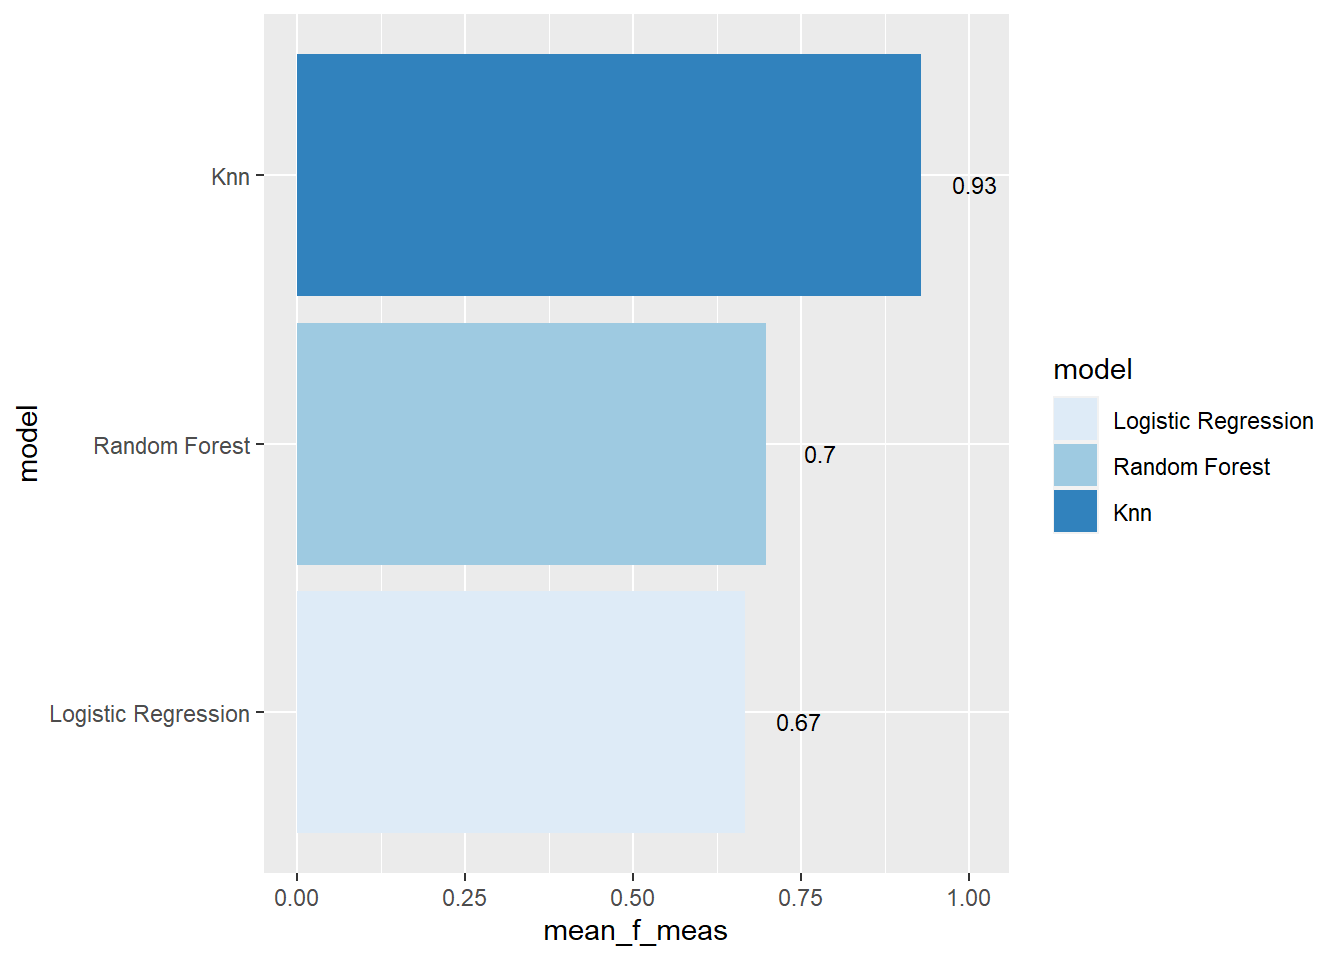 Knn
0.93
Random Forest
0.7
Logistic Regression
0.67
model
0.00 0.25 0.50 0.75 1.00
mean_f_meas
model
Logistic Regression
Random Forest
Knn